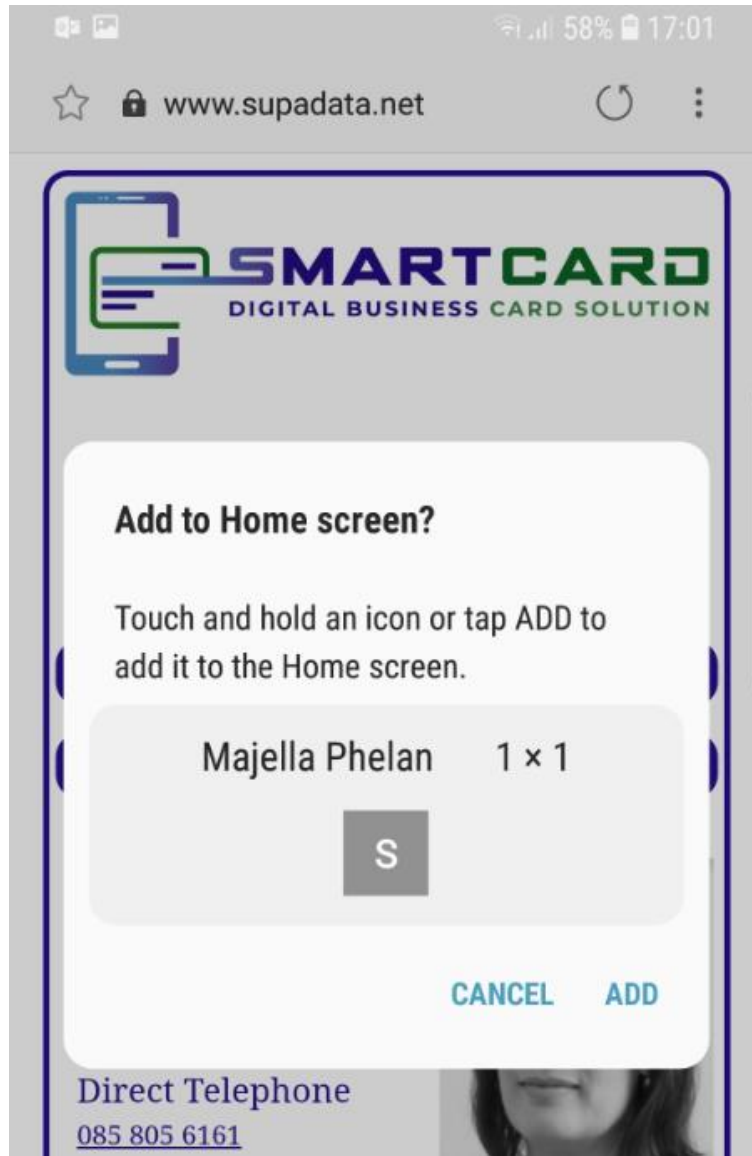 58% 17:01
www.supadata.net
SMARTCARD
DIGITAL BUSINESS CARD SOLUTION
Add to Home screen?
Touch and hold an icon or tap ADD to
add it to the Home screen.
Majella Phelan 1 × 1
S
CANCEL ADD
Direct Telephone
085 805 6161